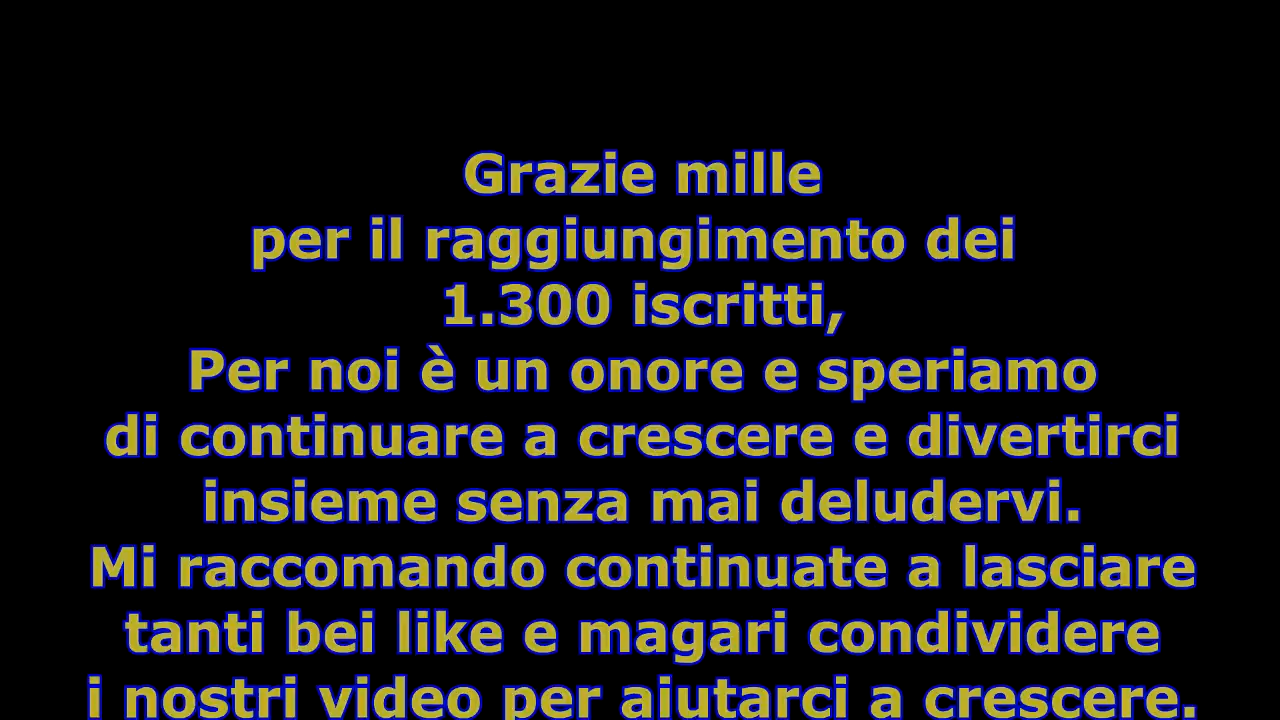 Grazie mille
per il raggiungimento dei
1.300 iscritti,
Per noi è un onore e speriamo
di continuare a crescere e divertirci
insieme senza mai deludervi.
Mi raccomando continuate a lasciare
tanti bei like e magari condividere
i nostri video per aiutarci a crescere.